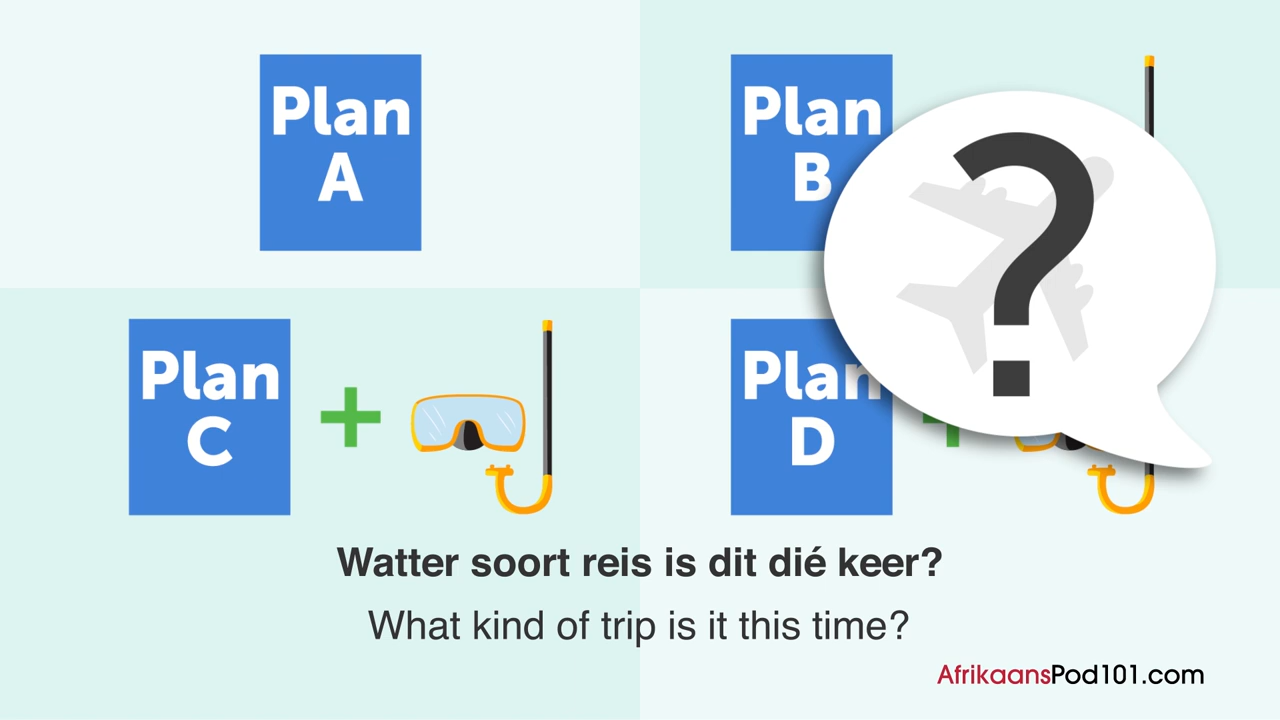 Plan
A
Plan
B
Plan
C
Plan
D
?
Watter soort reis is dit dié keer?
What kind of trip is it this time?
AfrikaansPod101.com